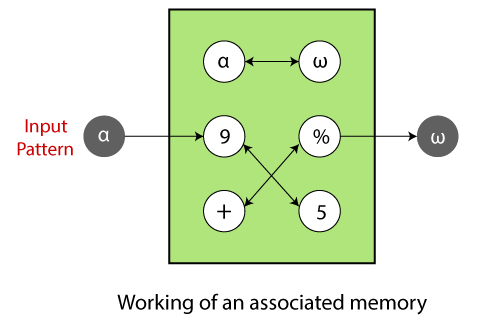 α ω
Input
Pattern
α 9 % ω
+ 5
Working of an associated memory